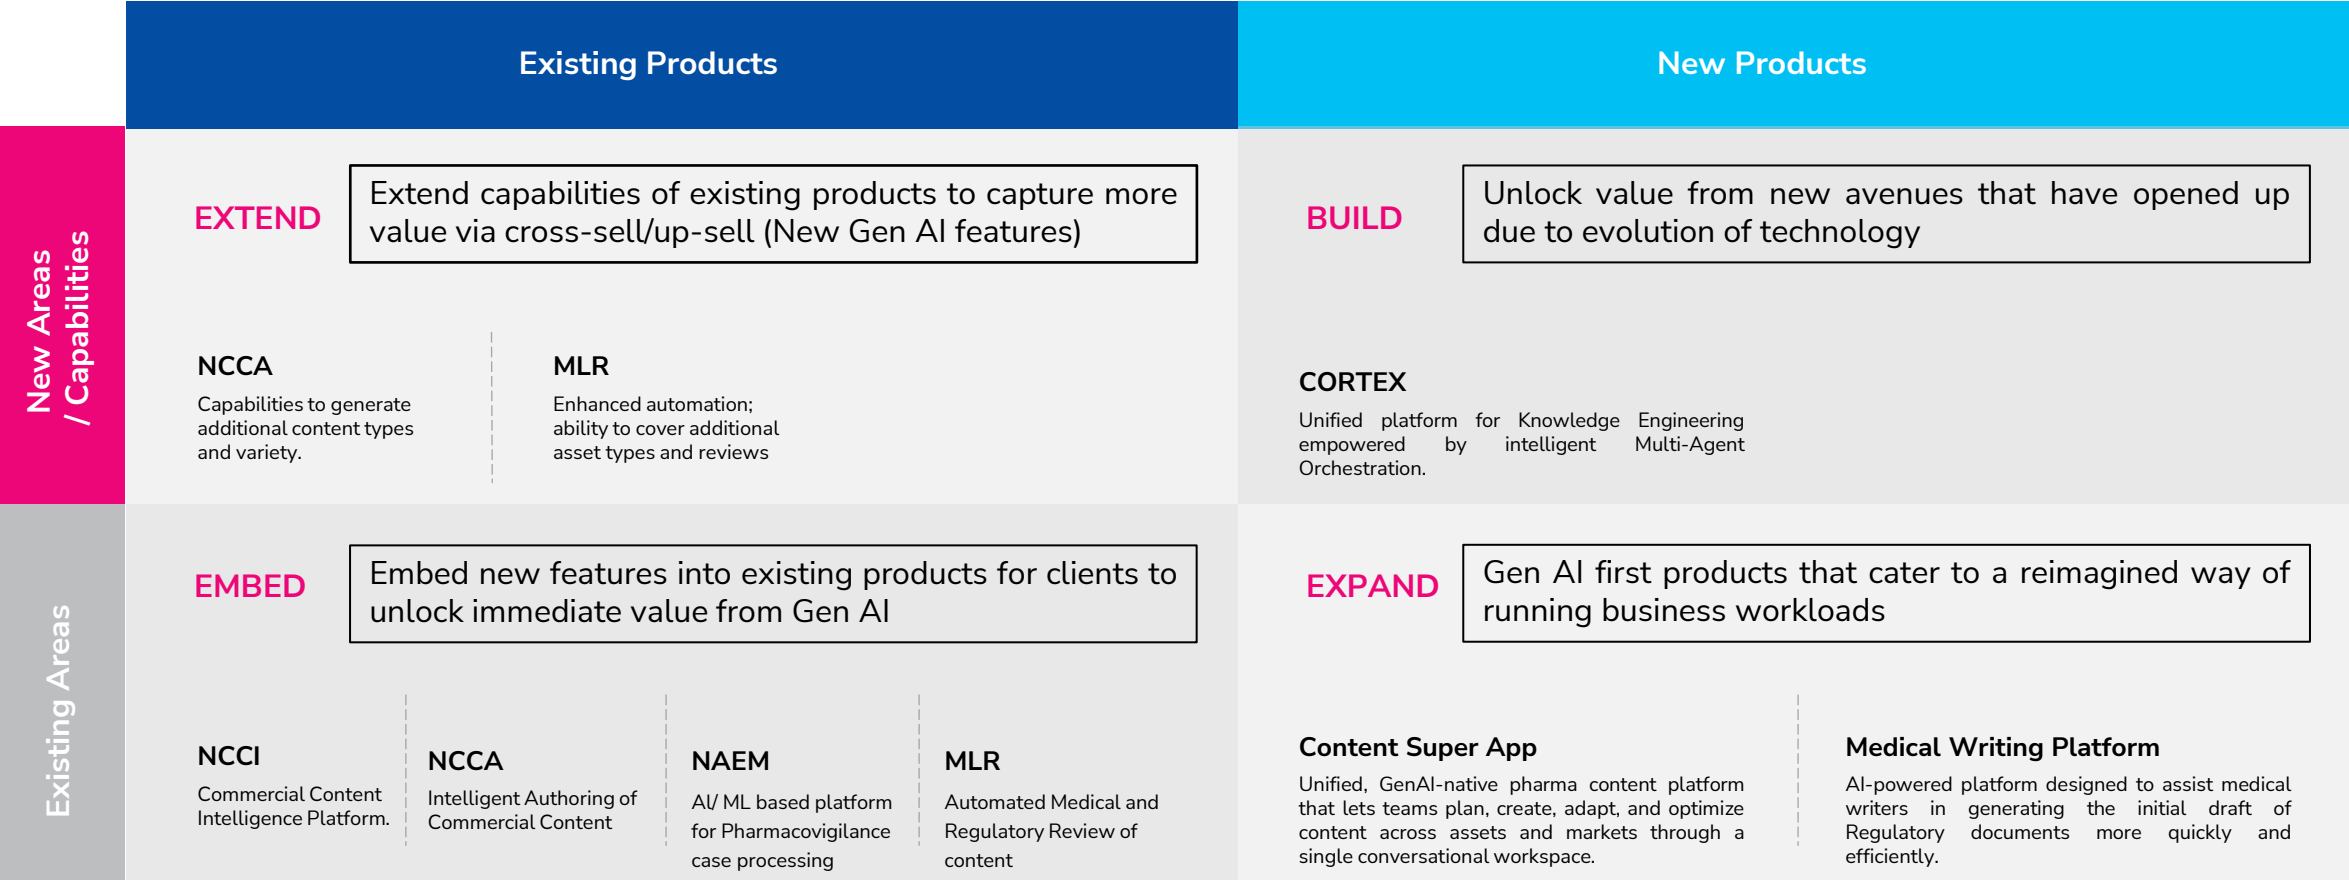 Existing Products
New Products
New Areas
/ Capabilities
EXTEND
Extend capabilities of existing products to capture more
value via cross-sell/up-sell (New Gen AI features)
NCCA
Capabilities to generate
additional content types
and variety.
MLR
Enhanced automation;
ability to cover additional
asset types and reviews
BUILD
Unlock value from new avenues that have opened up
due to evolution of technology
CORTEX
Unified platform for Knowledge Engineering
empowered by intelligent Multi-Agent
Orchestration.
Existing Areas
EMBED
Embed new features into existing products for clients to
unlock immediate value from Gen AI
NCCI
Commercial Content
Intelligence Platform.
NCCA
Intelligent Authoring of
Commercial Content
NAEM
AI/ ML based platform
for Pharmacovigilance
case processing
MLR
Automated Medical and
Regulatory Review of
content
EXPAND
Gen AI first products that cater to a reimagined way of
running business workloads
Content Super App
Unified, GenAI-native pharma content platform
that lets teams plan, create, adapt, and optimize
content across assets and markets through a
single conversational workspace.
Medical Writing Platform
AI-powered platform designed to assist medical
writers in generating the initial draft of
Regulatory documents more quickly and
efficiently.